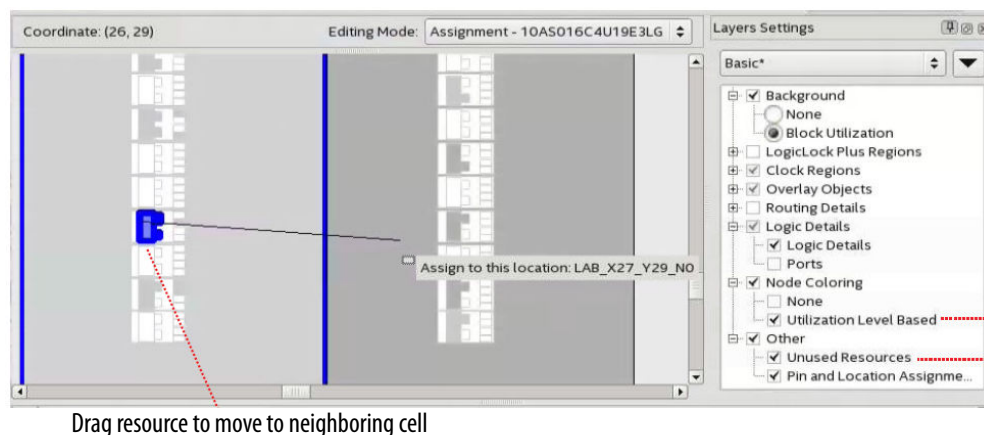 Coordinate: (26, 29)
Editing Mode: Assignment - 10AS016C4U19E3LG
Assign to this location: LAB_X27_Y29_N0
Layers Settings
Basic*
Background
None
Block Utilization
LogicLock Plus Regions
Clock Regions
Overlay Objects
Routing Details
Logic Details
Logic Details
Ports
Node Coloring
None
Utilization Level Based
Other
Unused Resources
Pin and Location Assignme...
Drag resource to move to neighboring cell